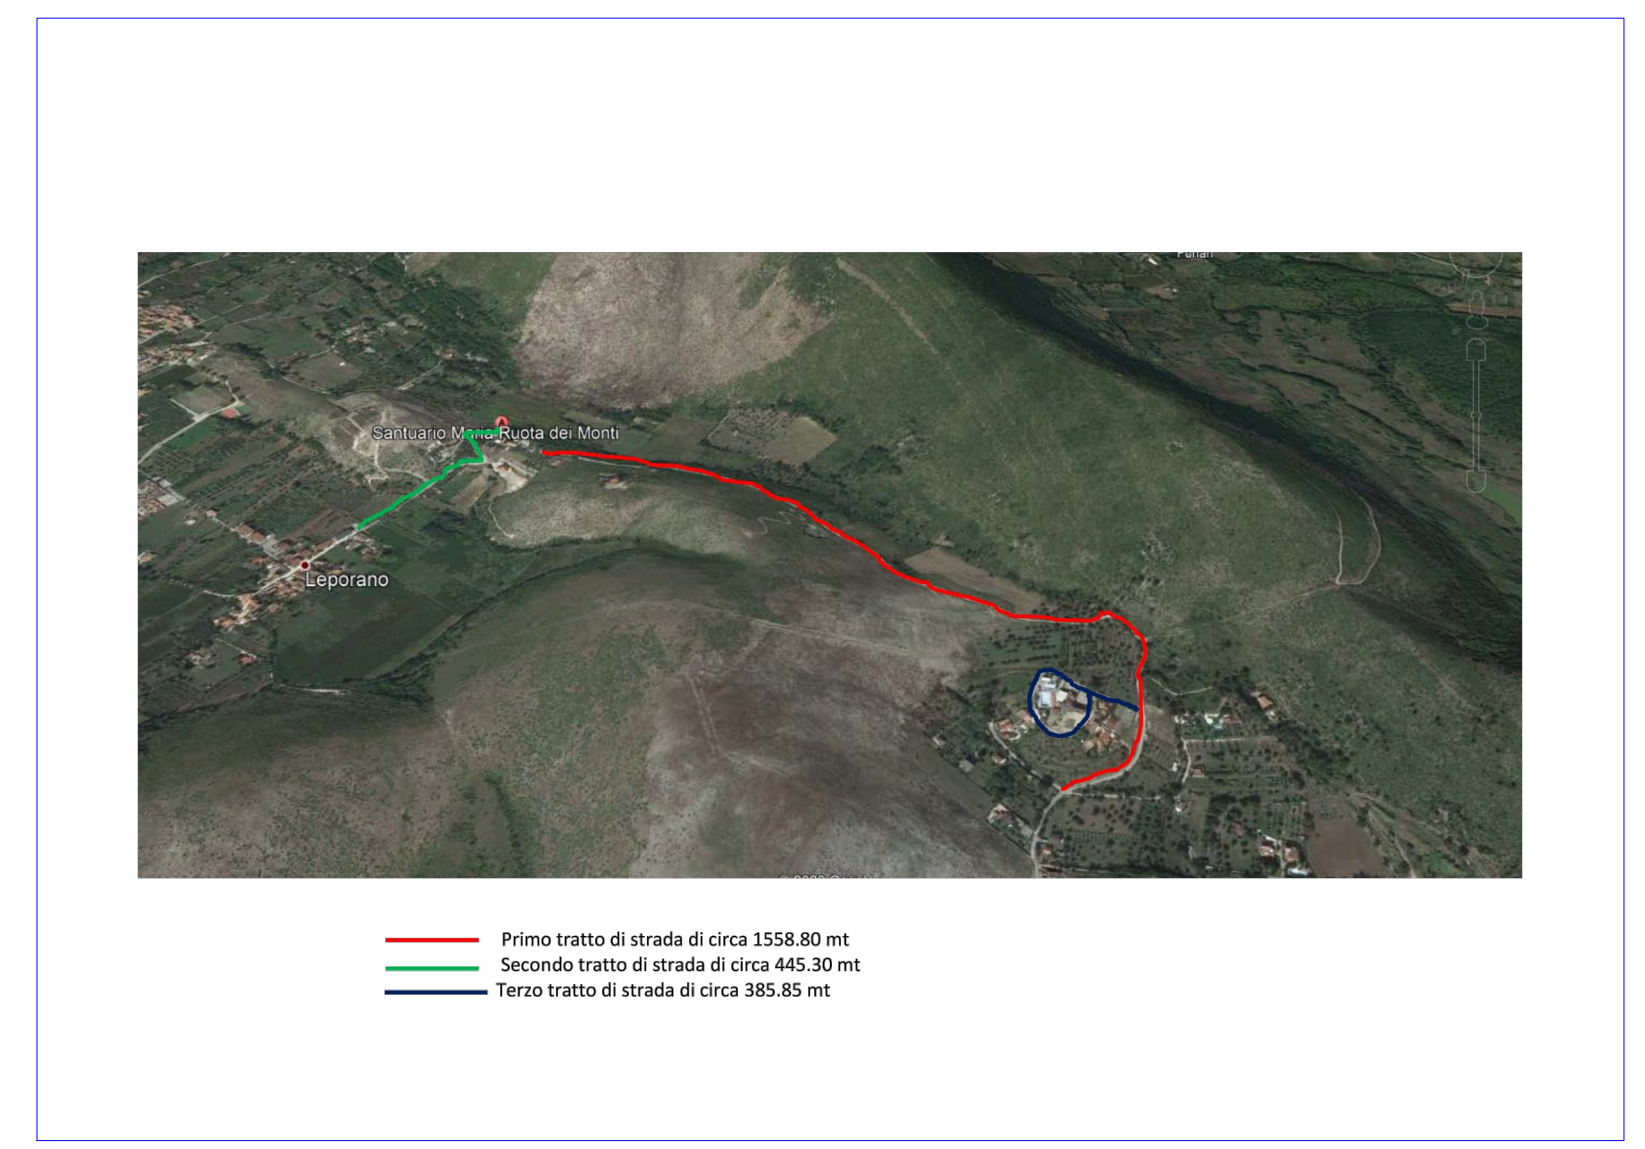 Santuario Maria Ruota dei Monti
Leporano
Primo tratto di strada di circa 1558.80 mt
Secondo tratto di strada di circa 445.30 mt
Terzo tratto di strada di circa 385.85 mt